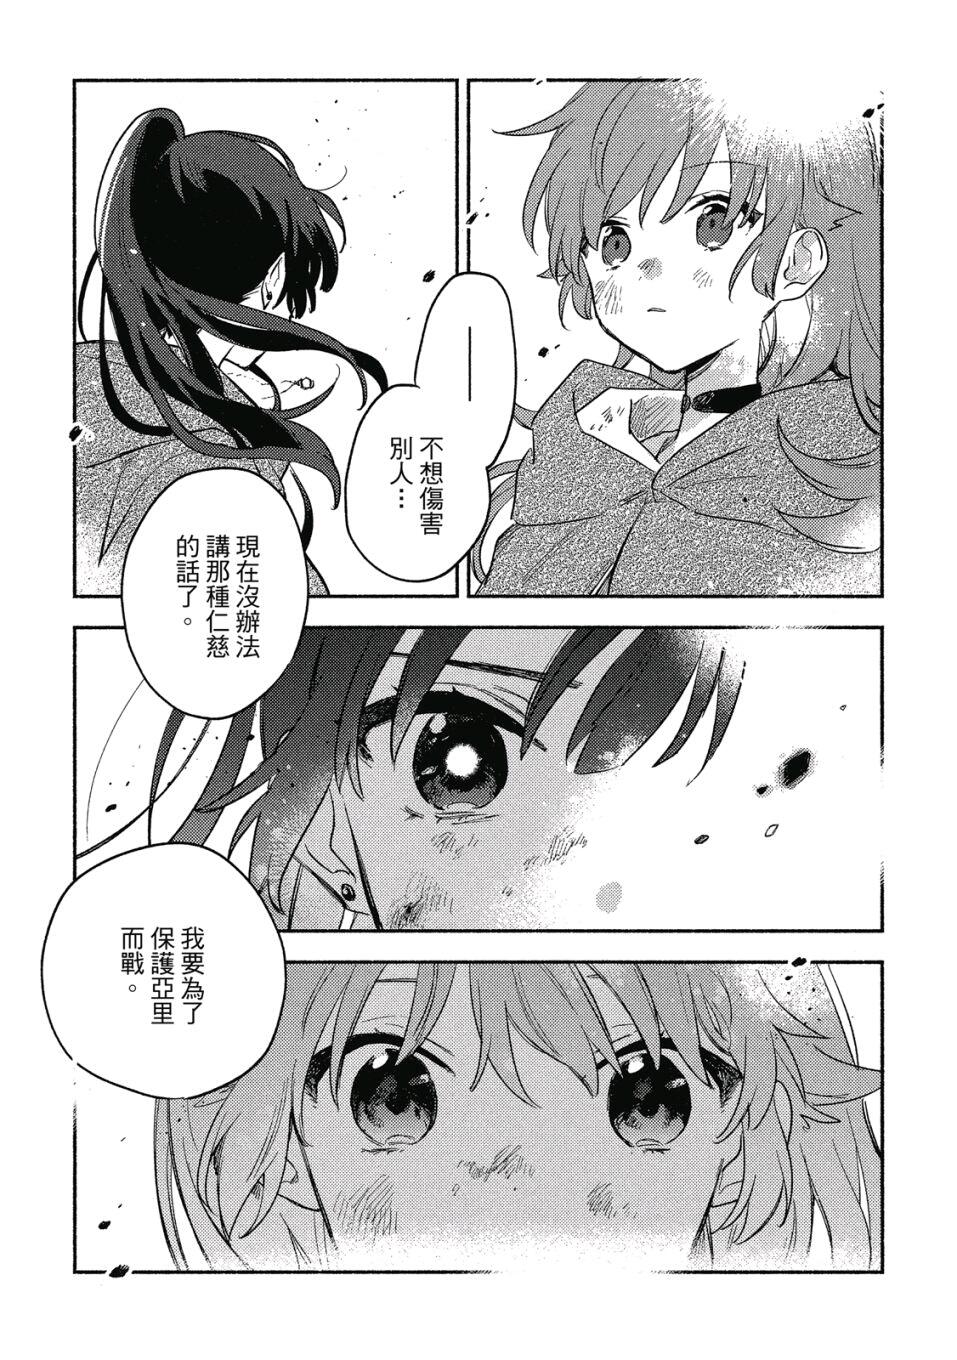 ——
不想傷害
別人…
現在沒辦法
講那種仁慈
的話了。
我要為了
保護亞里
而戰。